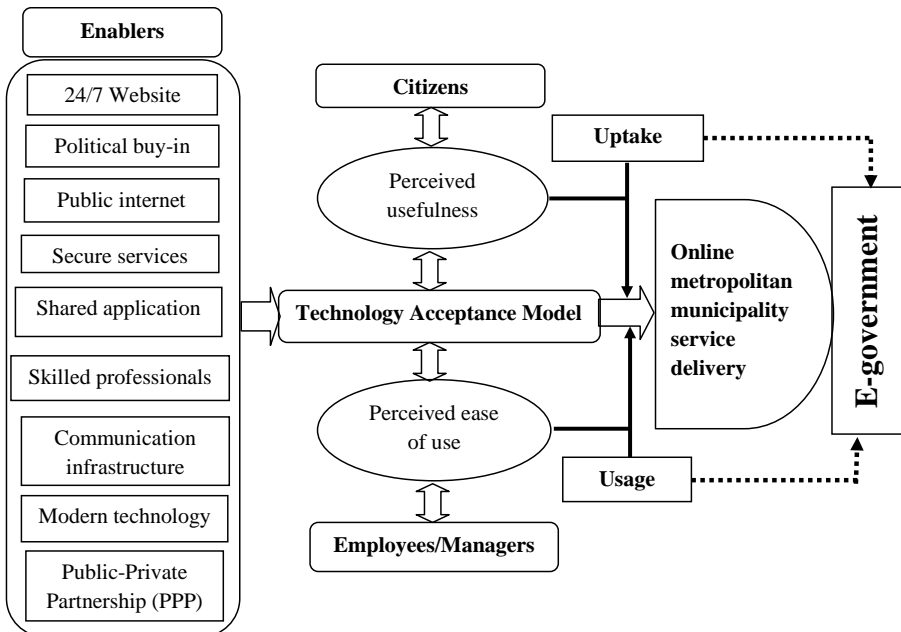 Enablers
24/7 Website
Political buy-in
Public internet
Secure services
Shared application
Skilled professionals
Communication
infrastructure
Modern technology
Public-Private
Partnership (PPP)
Citizens
Perceived
usefulness
Technology Acceptance Model
Perceived ease
of use
Employees/Managers
Uptake
Usage
Online
metropolitan
municipality
service
delivery
E-government